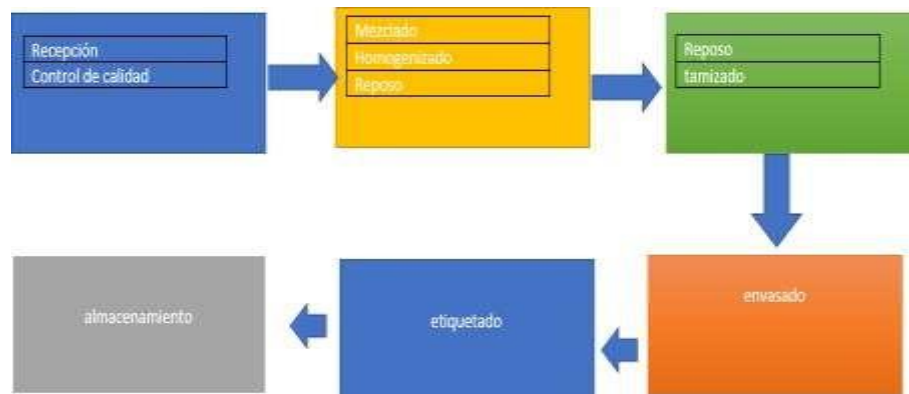 Recepción
Control de calidad
Mezclado
Homogenizado
Reposo
Reposo
tamizado
envasado
etiquetado
almacenamiento